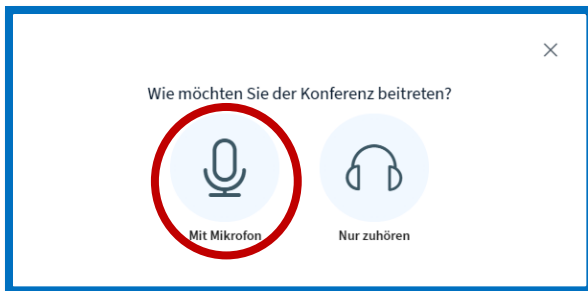 Wie möchten Sie der Konferenz beitreten?
Mit Mikrofon
Nur zuhören